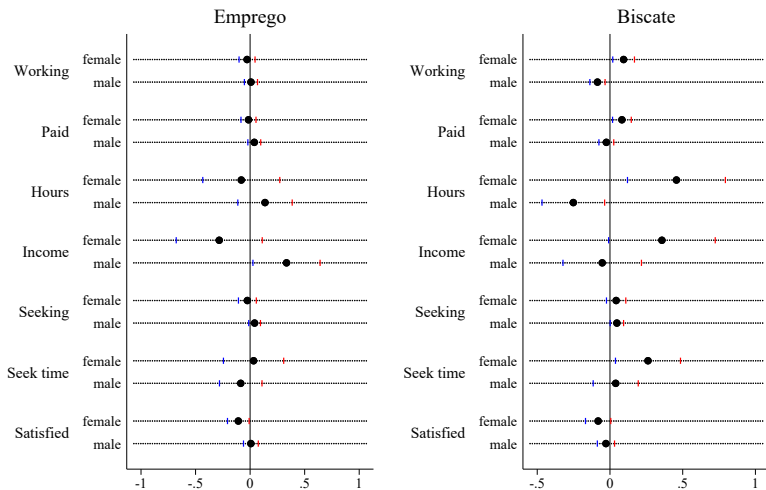 Emprego
Working
female
male
Paid
female
male
Hours
female
male
Income
female
male
Seeking
female
male
Seek time
female
male
Satisfied
female
male
-1 -.5 0 .5 1
Biscate
Working
female
male
Paid
female
male
Hours
female
male
Income
female
male
Seeking
female
male
Seek time
female
male
Satisfied
female
male
-.5 0 .5 1